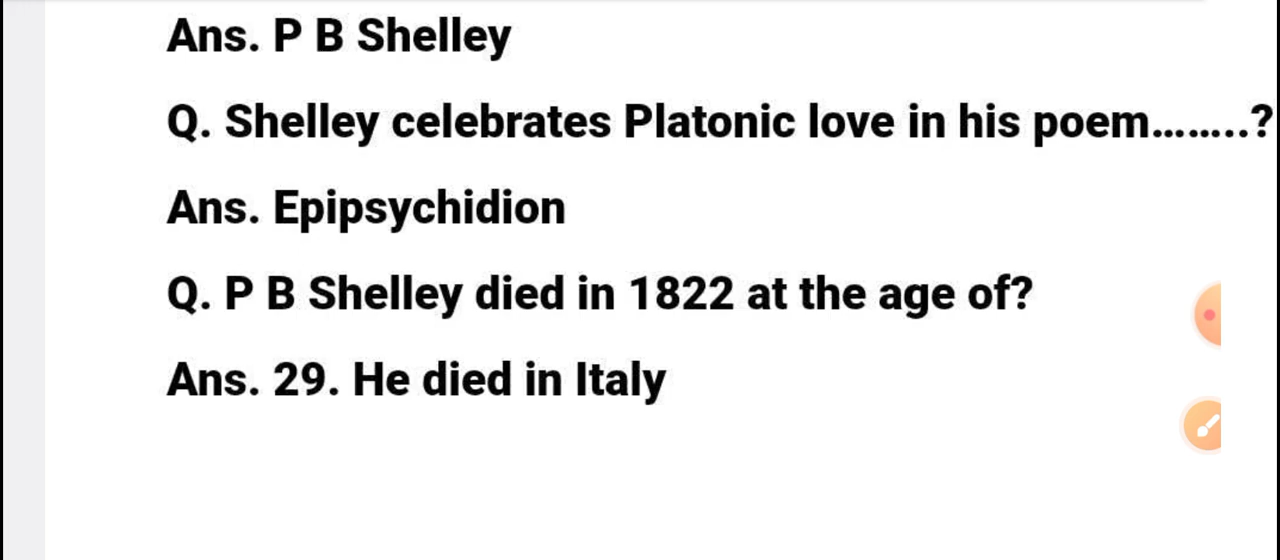 Ans. P B Shelley
Q. Shelley celebrates Platonic love in his poem........?
Ans. Epipsychidion
Q. P B Shelley died in 1822 at the age of?
Ans. 29. He died in Italy